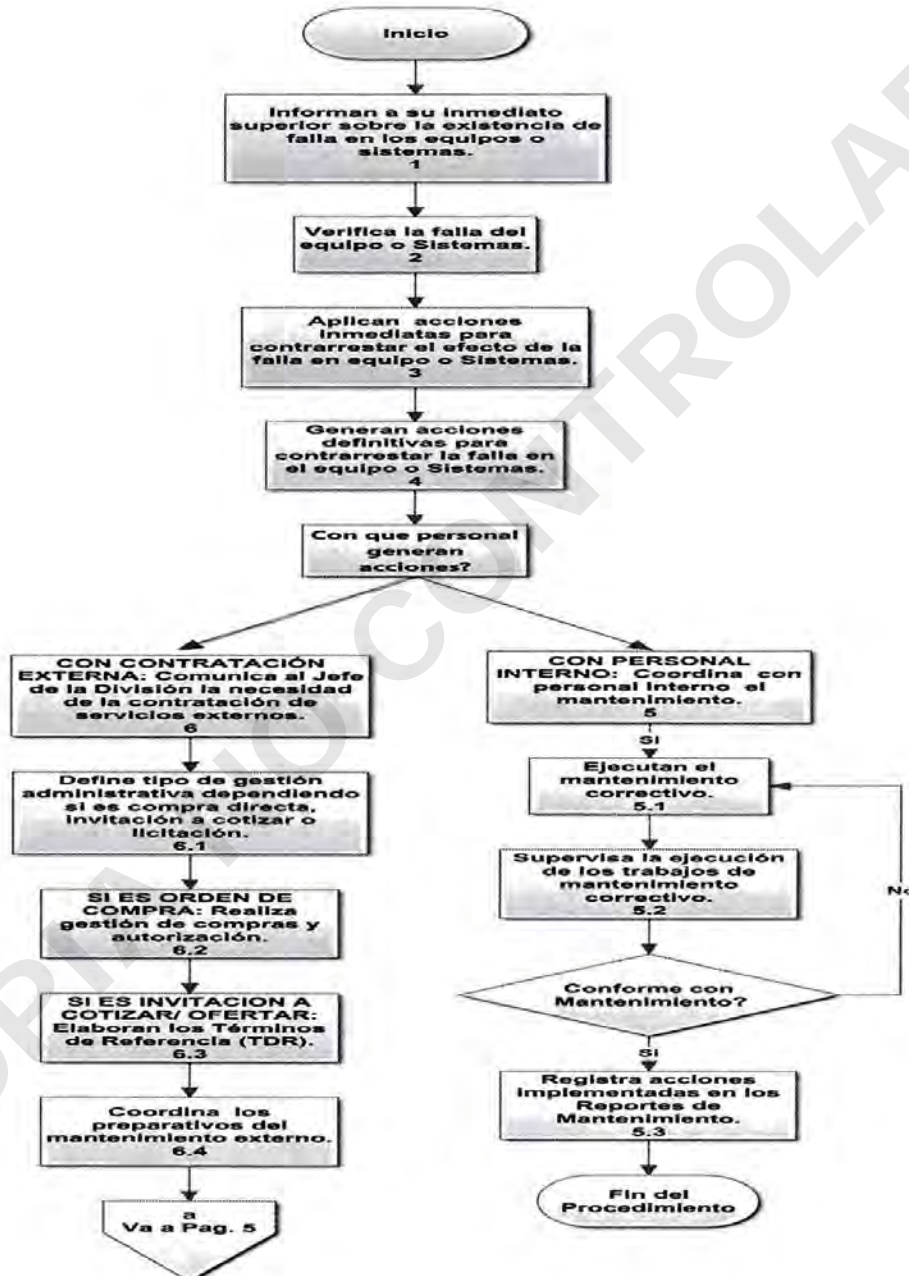 Inicio
Informan a su inmediato
superior sobre la existencia de
falla en los equipos o
sistemas.
1
Verifica la falla del
equipo o Sistemas.
2
Aplican acciones
inmediatas para
contrarrestar el efecto de la
falla en equipo o Sistemas.
3
Generan acciones
definitivas para
contrarrestar la falla en
el equipo o Sistemas.
4
Con que personal
generan
acciones?
CON CONTRATACIÓN
EXTERNA: Comunica al Jefe
de la División la necesidad
de la contratación de
servicios externos.
6
Define tipo de gestión
administrativa dependiendo
si es compra directa,
invitación a cotizar o
licitación.
6.1
SI ES ORDEN DE
COMPRA: Realiza
gestión de compras y
autorización.
6.2
SI ES INVITACION A
COTIZAR/ OFERTAR:
Elaboran los Términos
de Referencia (TDR).
6.3
Coordina los
preparativos del
mantenimiento externo.
6.4
a
Va a Pag. 5
CON PERSONAL
INTERNO: Coordina con
personal interno el
mantenimiento.
5
Si
Ejecutan el
mantenimiento
correctivo.
5.1
Supervisa la ejecución
de los trabajos de
mantenimiento
correctivo.
5.2
No
Conforme con
Mantenimiento?
Si
Registra acciones
implementadas en los
Reportes de
Mantenimiento.
5.3
Fin del
Procedimiento
COPIA NO CONTROLAD